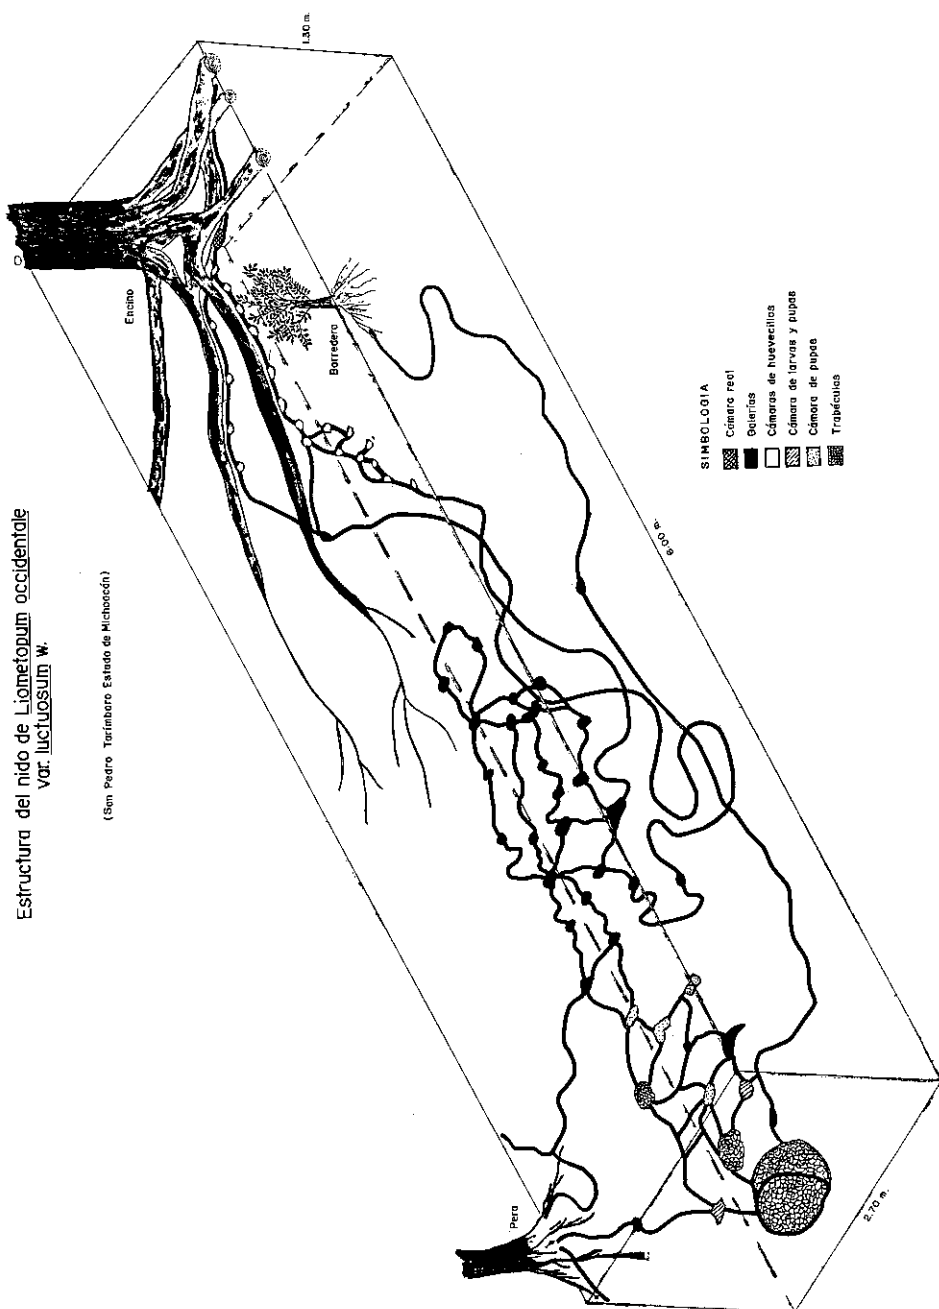 Estructura del nido de Liometopum occidentale
var. luctuosum W.
(San Pedro Tarímbaro Estado de Michoacán)
1.30 m.
Encino
Barredera
8.00 m.
SIMBOLOGIA
Cámara real
Galerías
Cámaras de huevecillos
Cámara de larvas y pupas
Cámara de pupas
Trabéculas
Pera
2.70 m.